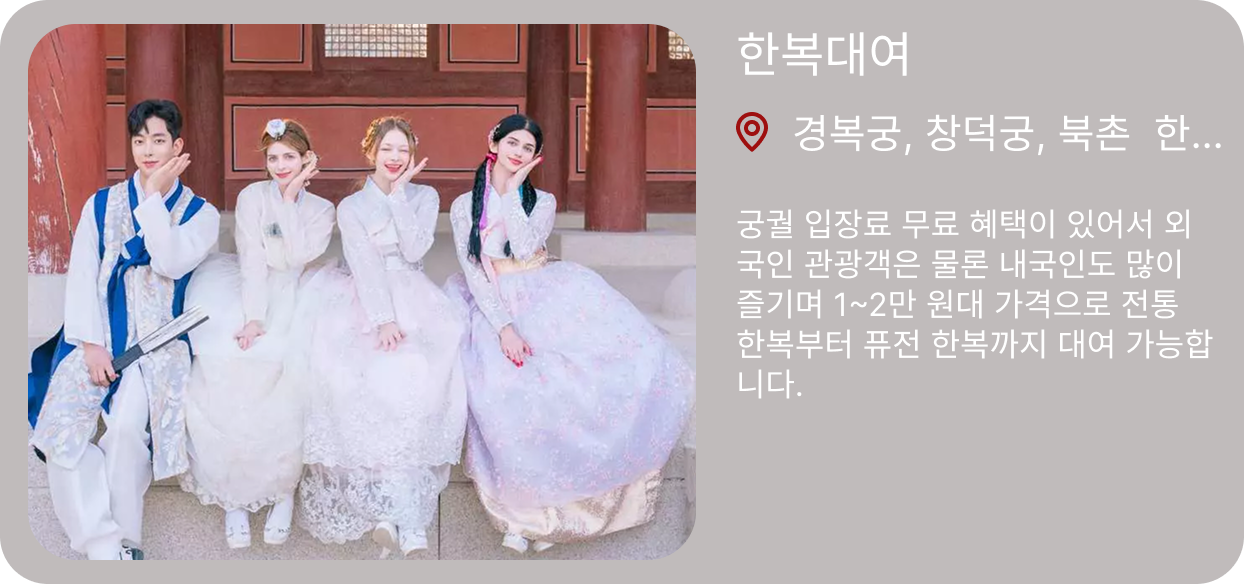 한복대여
경복궁, 창덕궁, 북촌 한...
궁궐 입장료 무료 혜택이 있어서 외
국인 관광객은 물론 내국인도 많이
즐기며 1~2만 원대 가격으로 전통
한복부터 퓨전 한복까지 대여 가능합
니다.